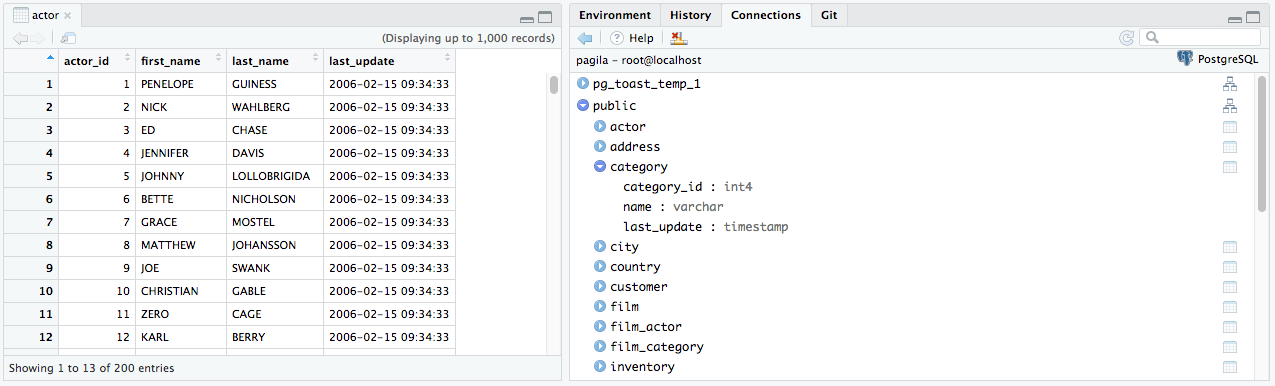 actor
(Displaying up to 1,000 records)
actor_id first_name last_name last_update
1 1 PENELOPE GUINESS 2006-02-15 09:34:33
2 2 NICK WAHLBERG 2006-02-15 09:34:33
3 3 ED CHASE 2006-02-15 09:34:33
4 4 JENNIFER DAVIS 2006-02-15 09:34:33
5 5 JOHNNY LOLLOBRIGIDA 2006-02-15 09:34:33
6 6 BETTE NICHOLSON 2006-02-15 09:34:33
7 7 GRACE MOSTEL 2006-02-15 09:34:33
8 8 MATTHEW JOHANSSON 2006-02-15 09:34:33
9 9 JOE SWANK 2006-02-15 09:34:33
10 10 CHRISTIAN GABLE 2006-02-15 09:34:33
11 11 ZERO CAGE 2006-02-15 09:34:33
12 12 KARL BERRY 2006-02-15 09:34:33
Showing 1 to 13 of 200 entries
Environment History Connections Git
? Help
pagila – root@localhost PostgreSQL
pg_toast_temp_1
public
actor
address
category
category_id : int4
name : varchar
last_update : timestamp
city
country
customer
film
film_actor
film_category
inventory